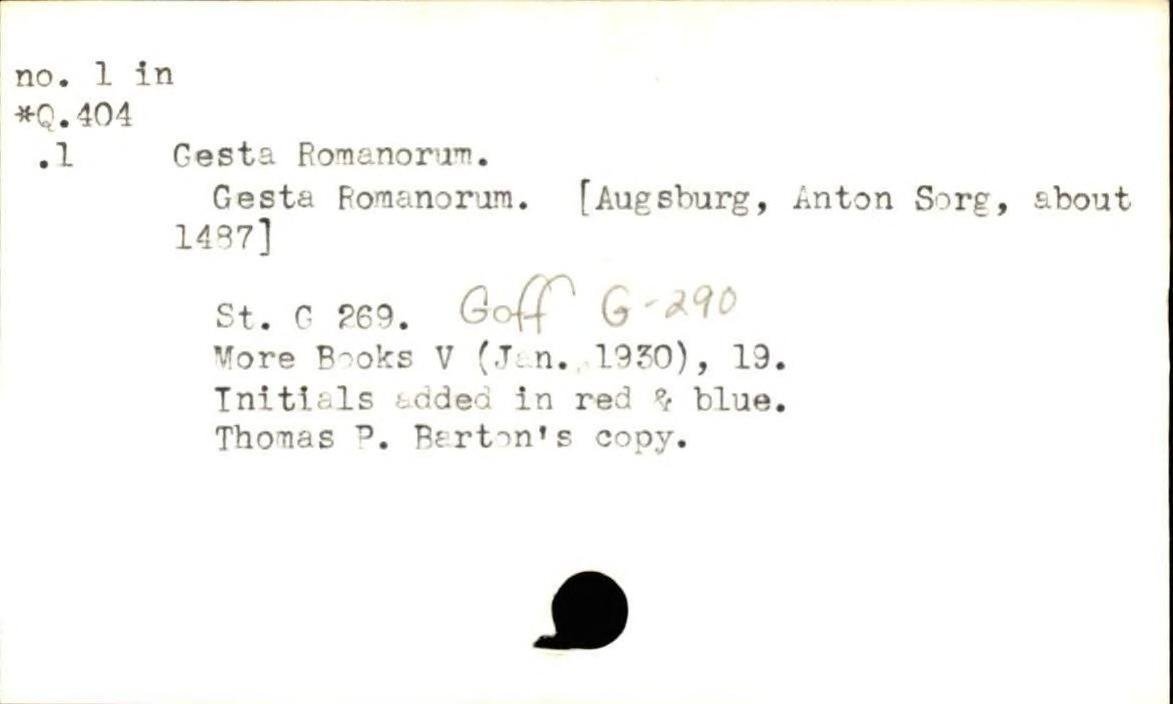 no. 1 in
*Q.404
.1 Gesta Romanorum.
Gesta Romanorum. [Augsburg, Anton Sorg, about
1487]
St. G 269. Goff G-290
More Books V (Jan., 1930), 19.
Initials added in red & blue.
Thomas P. Barton's copy.